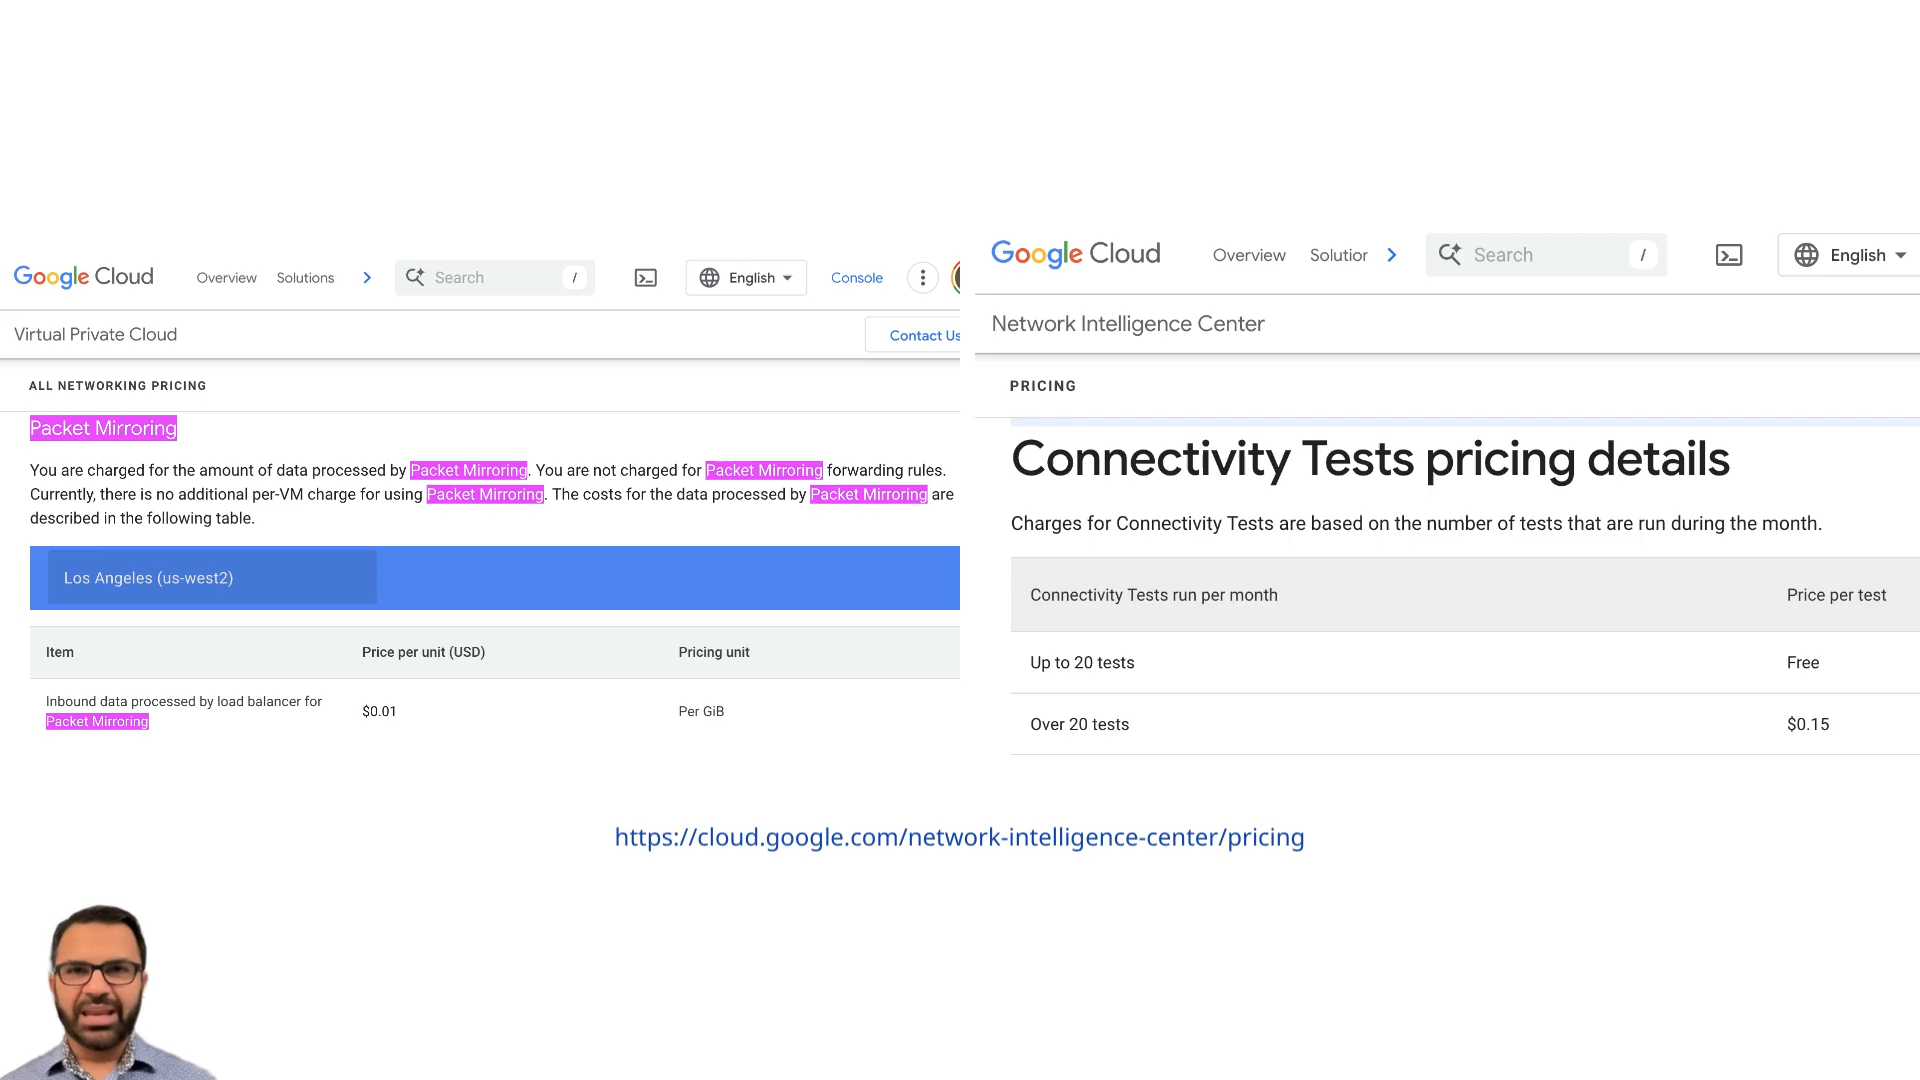 Google Cloud
Overview
Solutions
Search
/
English
Console
Virtual Private Cloud
Contact Us
ALL NETWORKING PRICING
Packet Mirroring
You are charged for the amount of data processed by Packet Mirroring. You are not charged for Packet Mirroring forwarding rules.
Currently, there is no additional per-VM charge for using Packet Mirroring. The costs for the data processed by Packet Mirroring are
described in the following table.
Los Angeles (us-west2)
Item
Price per unit (USD)
Pricing unit
Inbound data processed by load balancer for
Packet Mirroring
$0.01
Per GiB
Google Cloud
Overview
Solutior
Search
/
English
Network Intelligence Center
PRICING
Connectivity Tests pricing details
Charges for Connectivity Tests are based on the number of tests that are run during the month.
Connectivity Tests run per month
Price per test
Up to 20 tests
Free
Over 20 tests
$0.15
https://cloud.google.com/network-intelligence-center/pricing